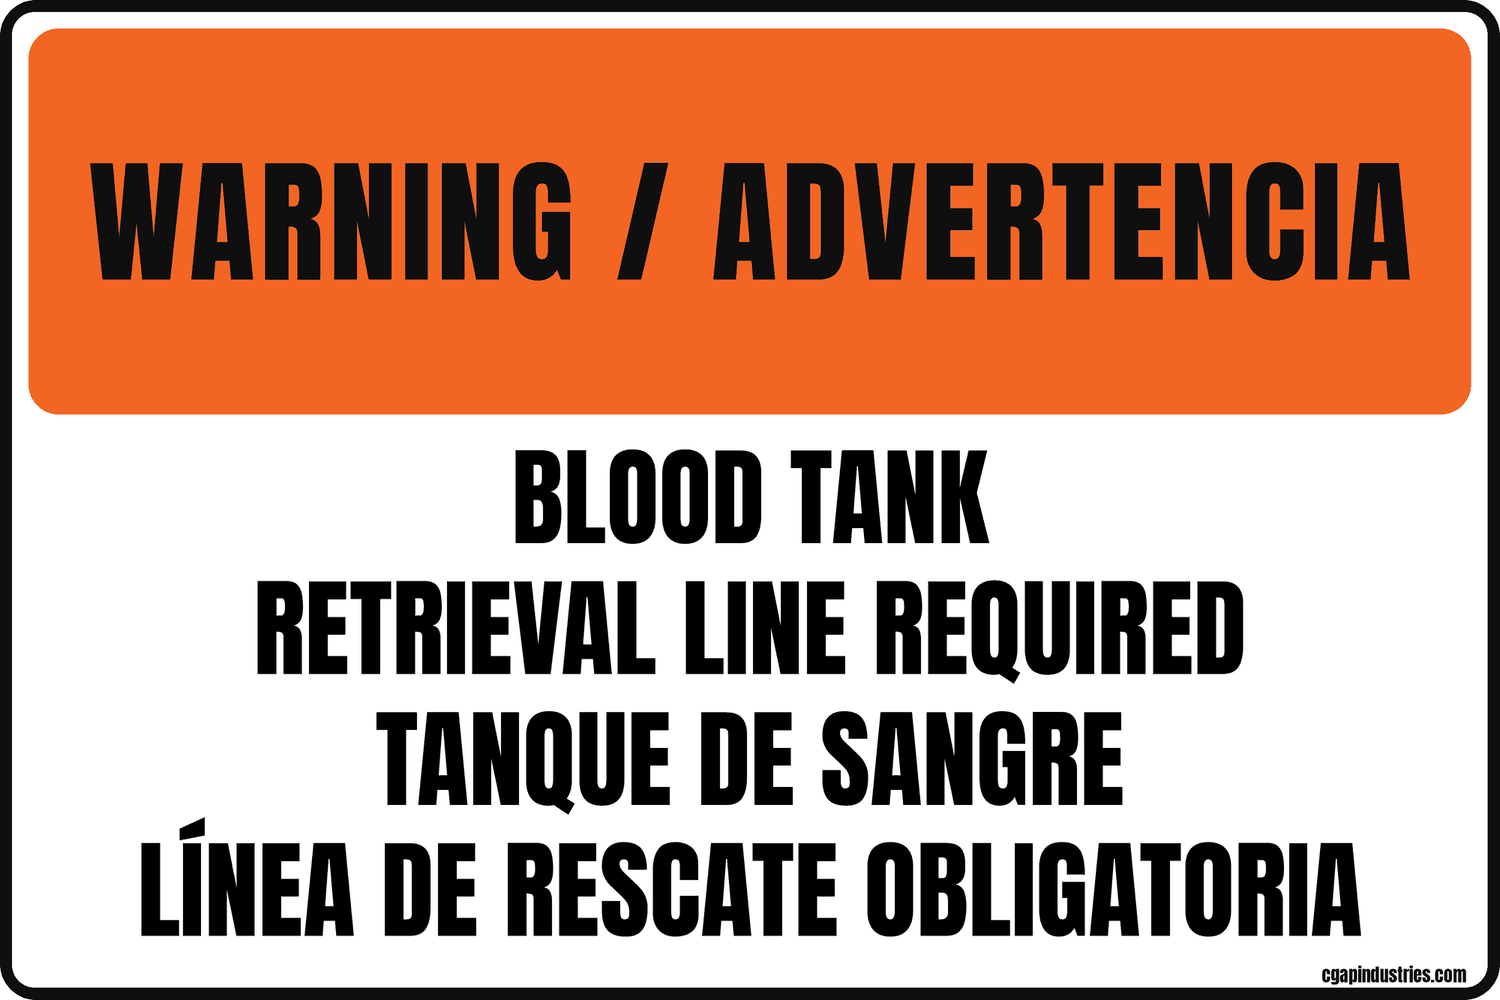 WARNING / ADVERTENCIA
BLOOD TANK
RETRIEVAL LINE REQUIRED
TANQUE DE SANGRE
LÍNEA DE RESCATE OBLIGATORIA
cgapindustries.com